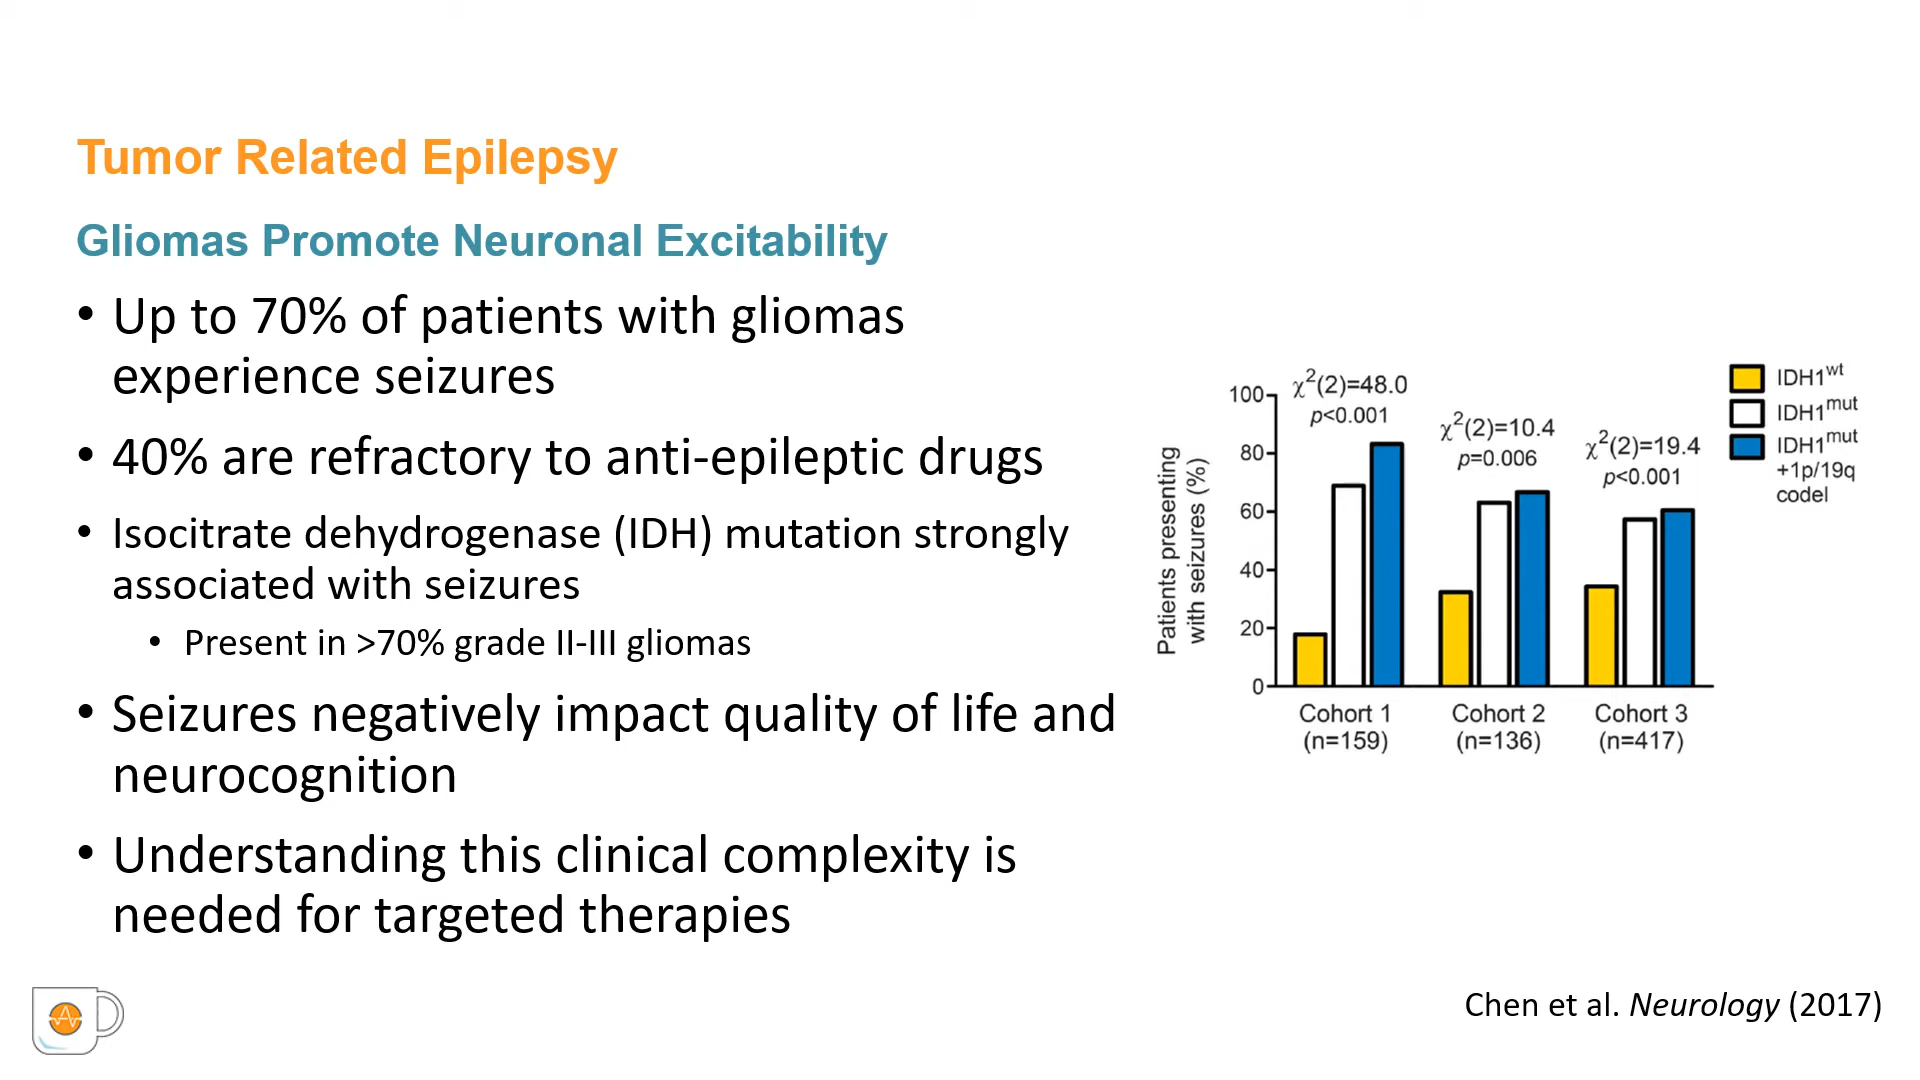 Tumor Related Epilepsy
Gliomas Promote Neuronal Excitability
• Up to 70% of patients with gliomas
experience seizures
• 40% are refractory to anti-epileptic drugs
• Isocitrate dehydrogenase (IDH) mutation strongly
associated with seizures
• Present in >70% grade II-III gliomas
• Seizures negatively impact quality of life and
neurocognition
• Understanding this clinical complexity is
needed for targeted therapies
Patients presenting
with seizures (%)
100
80
60
40
20
0
χ²(2)=48.0
p<0.001
χ²(2)=10.4
p=0.006
χ²(2)=19.4
p<0.001
Cohort 1
(n=159)
Cohort 2
(n=136)
Cohort 3
(n=417)
IDH1ʷᵗ
IDH1ᵐᵘᵗ
IDH1ᵐᵘᵗ
+1p/19q
codel
Chen et al. Neurology (2017)